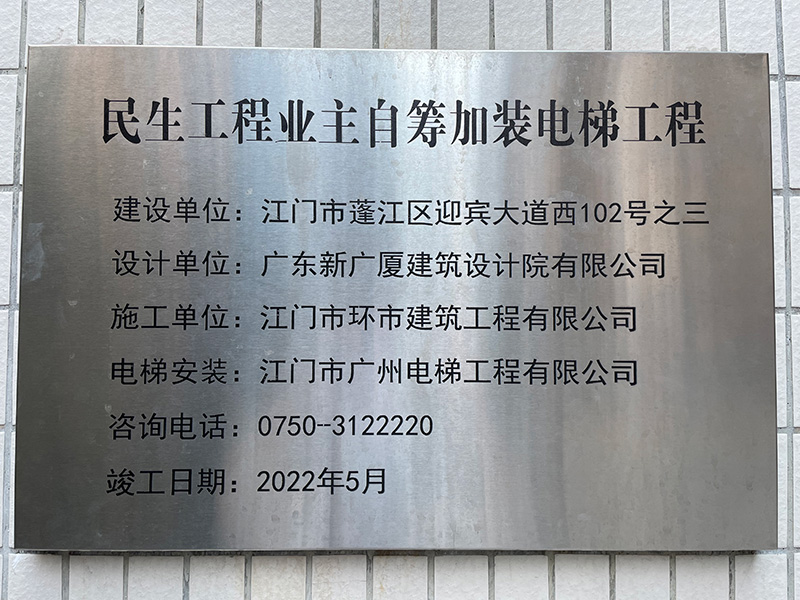 民生工程业主自筹加装电梯工程
建设单位：江门市蓬江区迎宾大道西102号之三
设计单位：广东新广厦建筑设计院有限公司
施工单位：江门市环市建筑工程有限公司
电梯安装：江门市广州电梯工程有限公司
咨询电话：0750--3122220
竣工日期：2022年5月